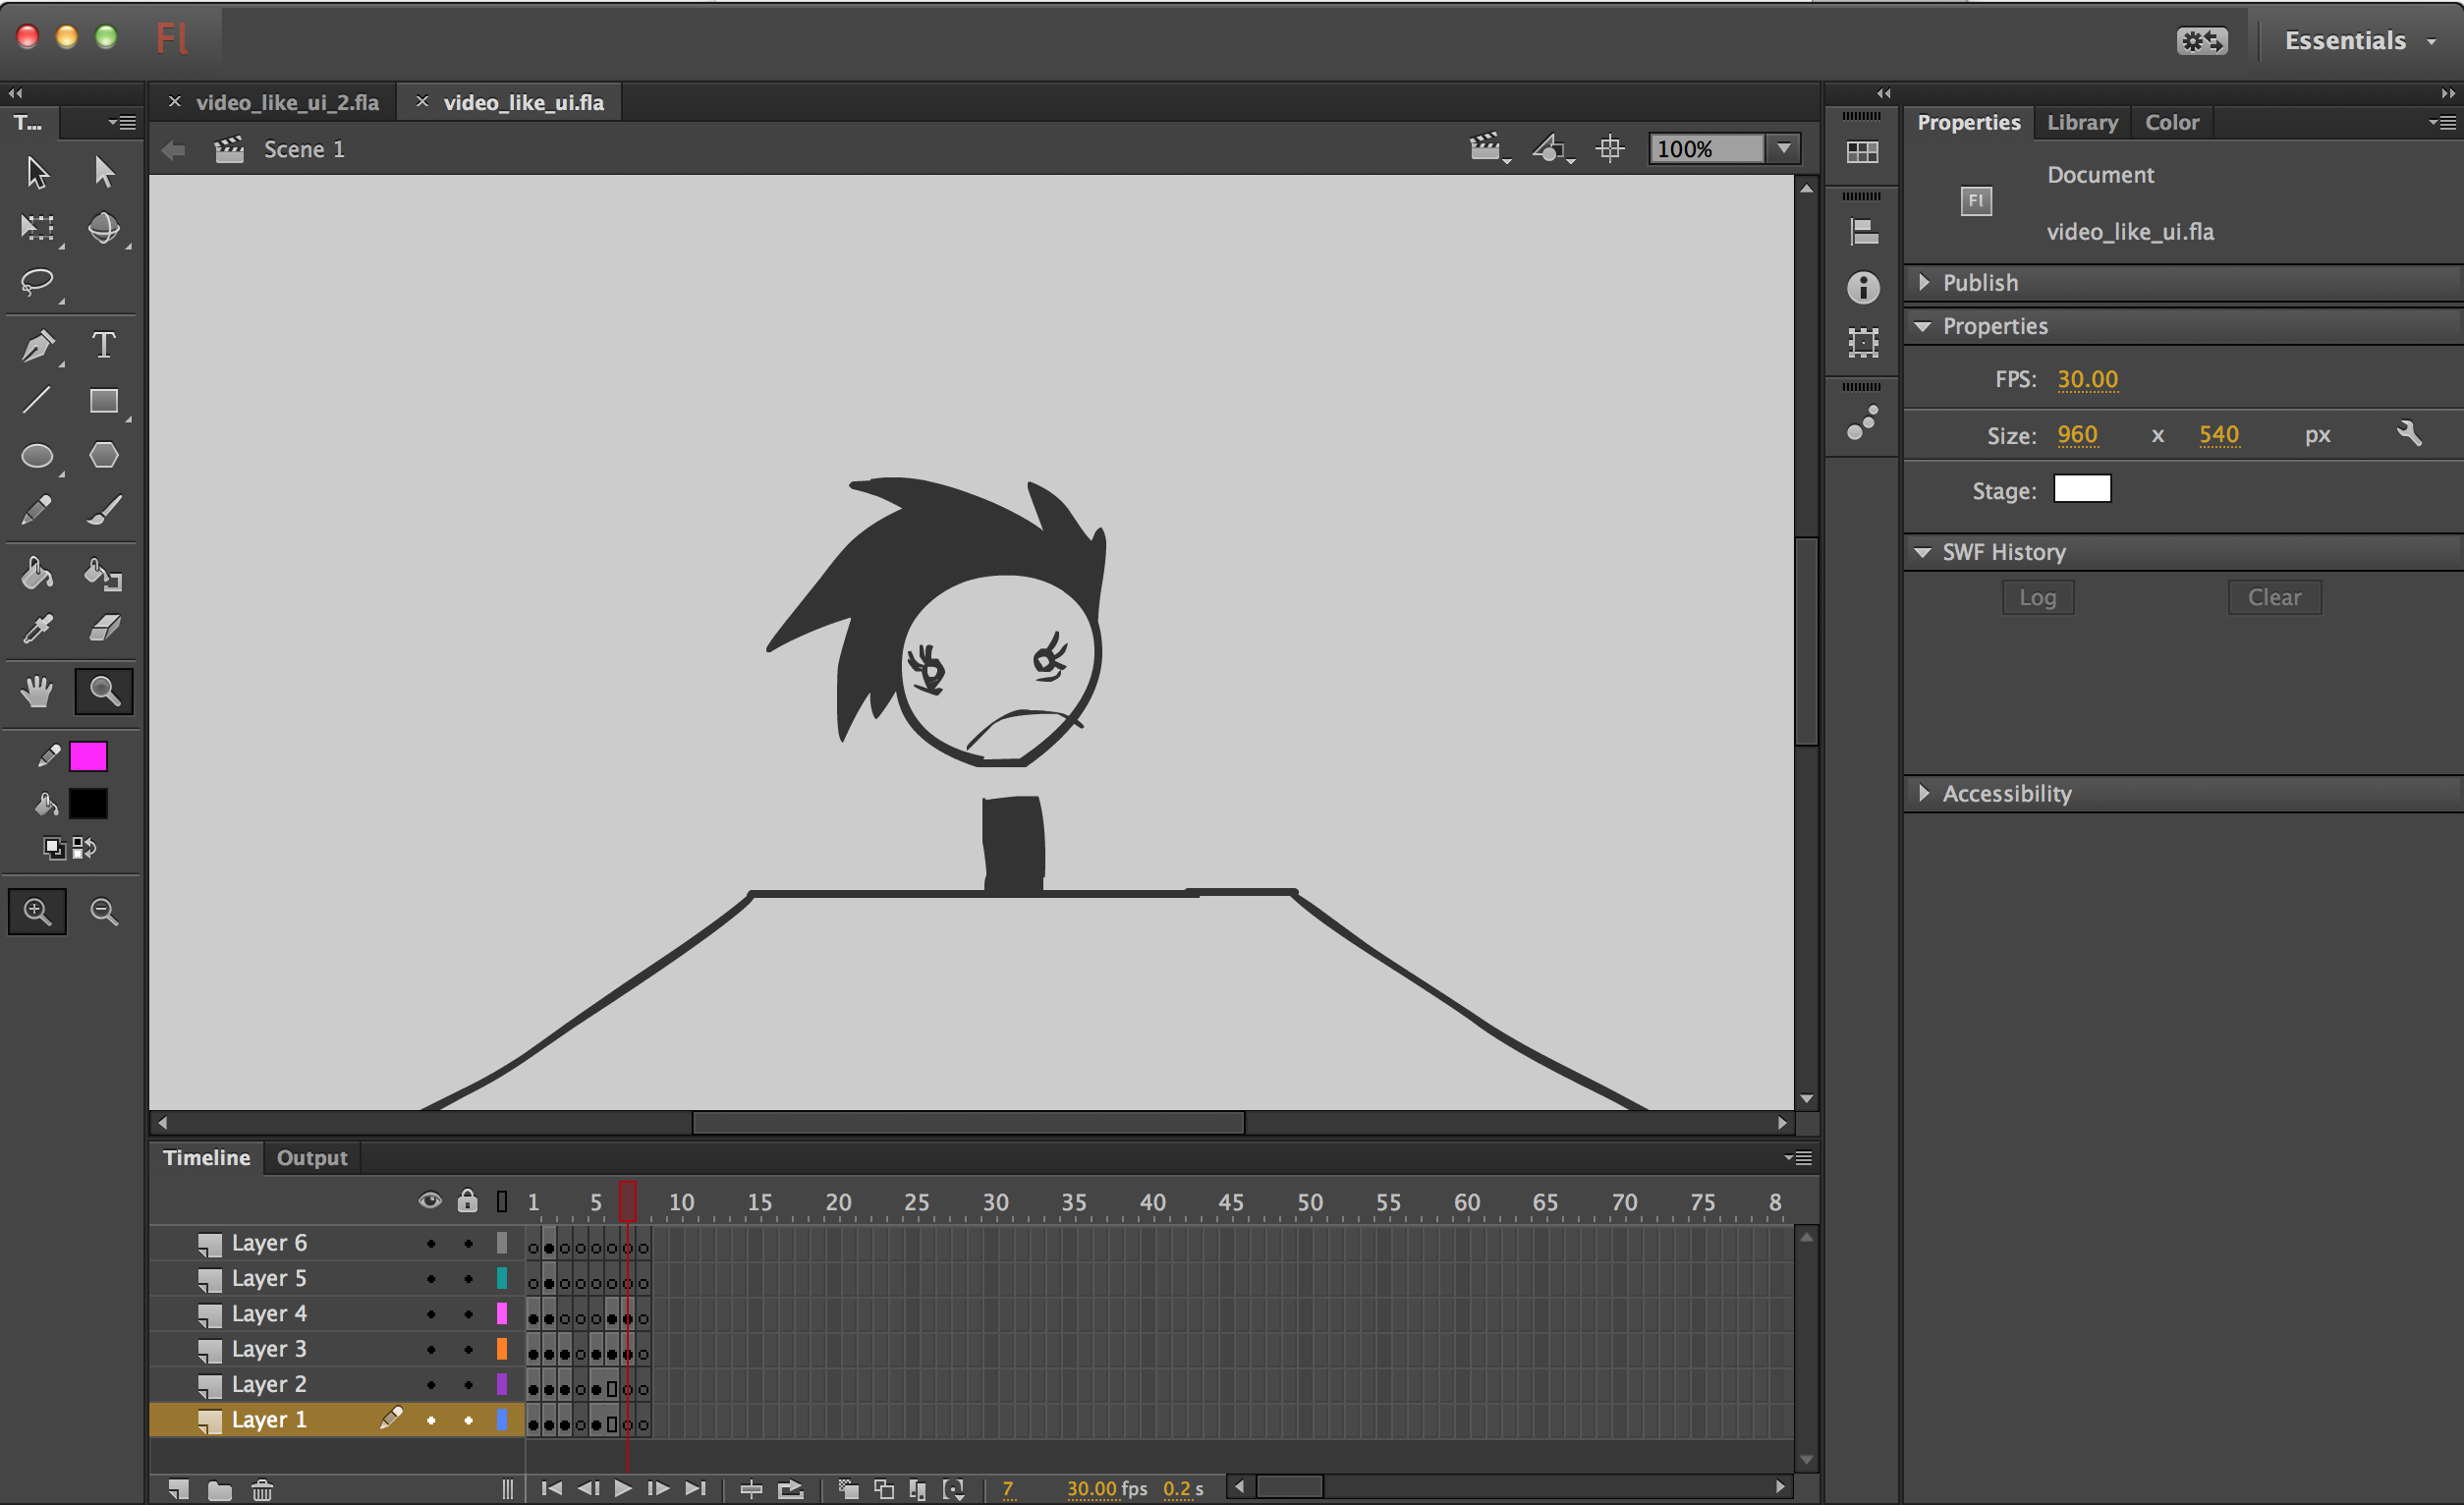 Fl
Essentials
T...
video_like_ui_2.fla
video_like_ui.fla
Scene 1
100%
Properties
Library
Color
Document
Fl
video_like_ui.fla
Publish
Properties
FPS: 30.00
Size: 960 x 540 px
Stage:
SWF History
Log
Clear
Accessibility
T
Timeline
Output
1 5 10 15 20 25 30 35 40 45 50 55 60 65 70 75 8
Layer 6
Layer 5
Layer 4
Layer 3
Layer 2
Layer 1
7 30.00 fps 0.2 s